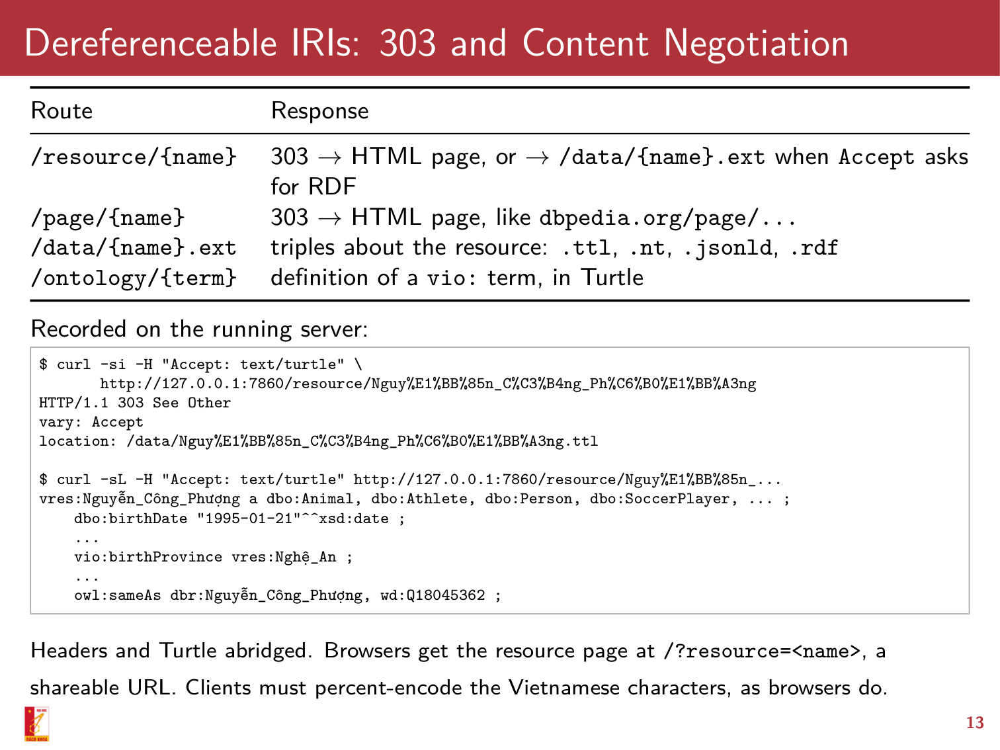 Dereferenceable IRIs: 303 and Content Negotiation
Route Response
/resource/{name} 303 → HTML page, or → /data/{name}.ext when Accept asks
for RDF
/page/{name} 303 → HTML page, like dbpedia.org/page/...
/data/{name}.ext triples about the resource: .ttl, .nt, .jsonld, .rdf
/ontology/{term} definition of a vio: term, in Turtle
Recorded on the running server:
$ curl -si -H "Accept: text/turtle" \
http://127.0.0.1:7860/resource/Nguy%E1%BB%85n_C%C3%B4ng_Ph%C6%B0%E1%BB%A3ng
HTTP/1.1 303 See Other
vary: Accept
location: /data/Nguy%E1%BB%85n_C%C3%B4ng_Ph%C6%B0%E1%BB%A3ng.ttl
$ curl -sL -H "Accept: text/turtle" http://127.0.0.1:7860/resource/Nguy%E1%BB%85n_...
vres:Nguyễn_Công_Phượng a dbo:Animal, dbo:Athlete, dbo:Person, dbo:SoccerPlayer, ... ;
dbo:birthDate "1995-01-21"^^xsd:date ;
...
vio:birthProvince vres:Nghệ_An ;
...
owl:sameAs dbr:Nguyễn_Công_Phượng, wd:Q18045362 ;
Headers and Turtle abridged. Browsers get the resource page at /?resource=<name>, a
shareable URL. Clients must percent-encode the Vietnamese characters, as browsers do.
ĐẠI HỌC
BÁCH KHOA
13